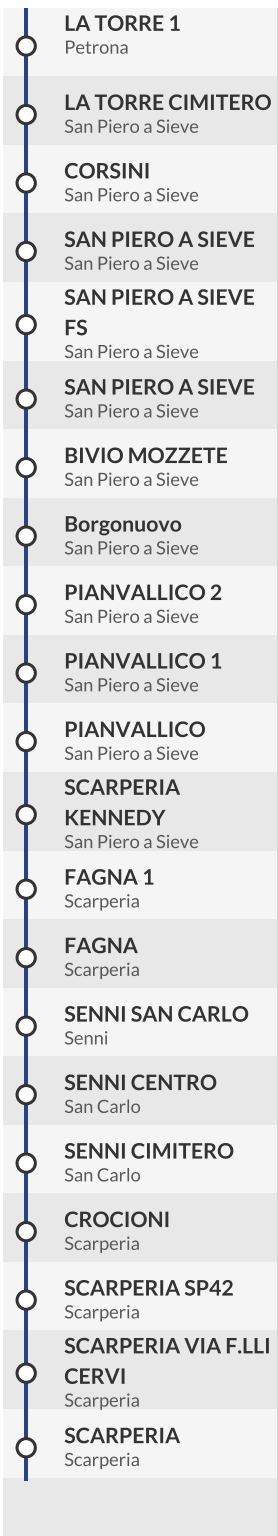 LA TORRE 1
Petrona
LA TORRE CIMITERO
San Piero a Sieve
CORSINI
San Piero a Sieve
SAN PIERO A SIEVE
San Piero a Sieve
SAN PIERO A SIEVE
FS
San Piero a Sieve
SAN PIERO A SIEVE
San Piero a Sieve
BIVIO MOZZETE
San Piero a Sieve
Borgonuovo
San Piero a Sieve
PIANVALLICO 2
San Piero a Sieve
PIANVALLICO 1
San Piero a Sieve
PIANVALLICO
San Piero a Sieve
SCARPERIA
KENNEDY
San Piero a Sieve
FAGNA 1
Scarperia
FAGNA
Scarperia
SENNI SAN CARLO
Senni
SENNI CENTRO
San Carlo
SENNI CIMITERO
San Carlo
CROCIONI
Scarperia
SCARPERIA SP42
Scarperia
SCARPERIA VIA F.LLI
CERVI
Scarperia
SCARPERIA
Scarperia